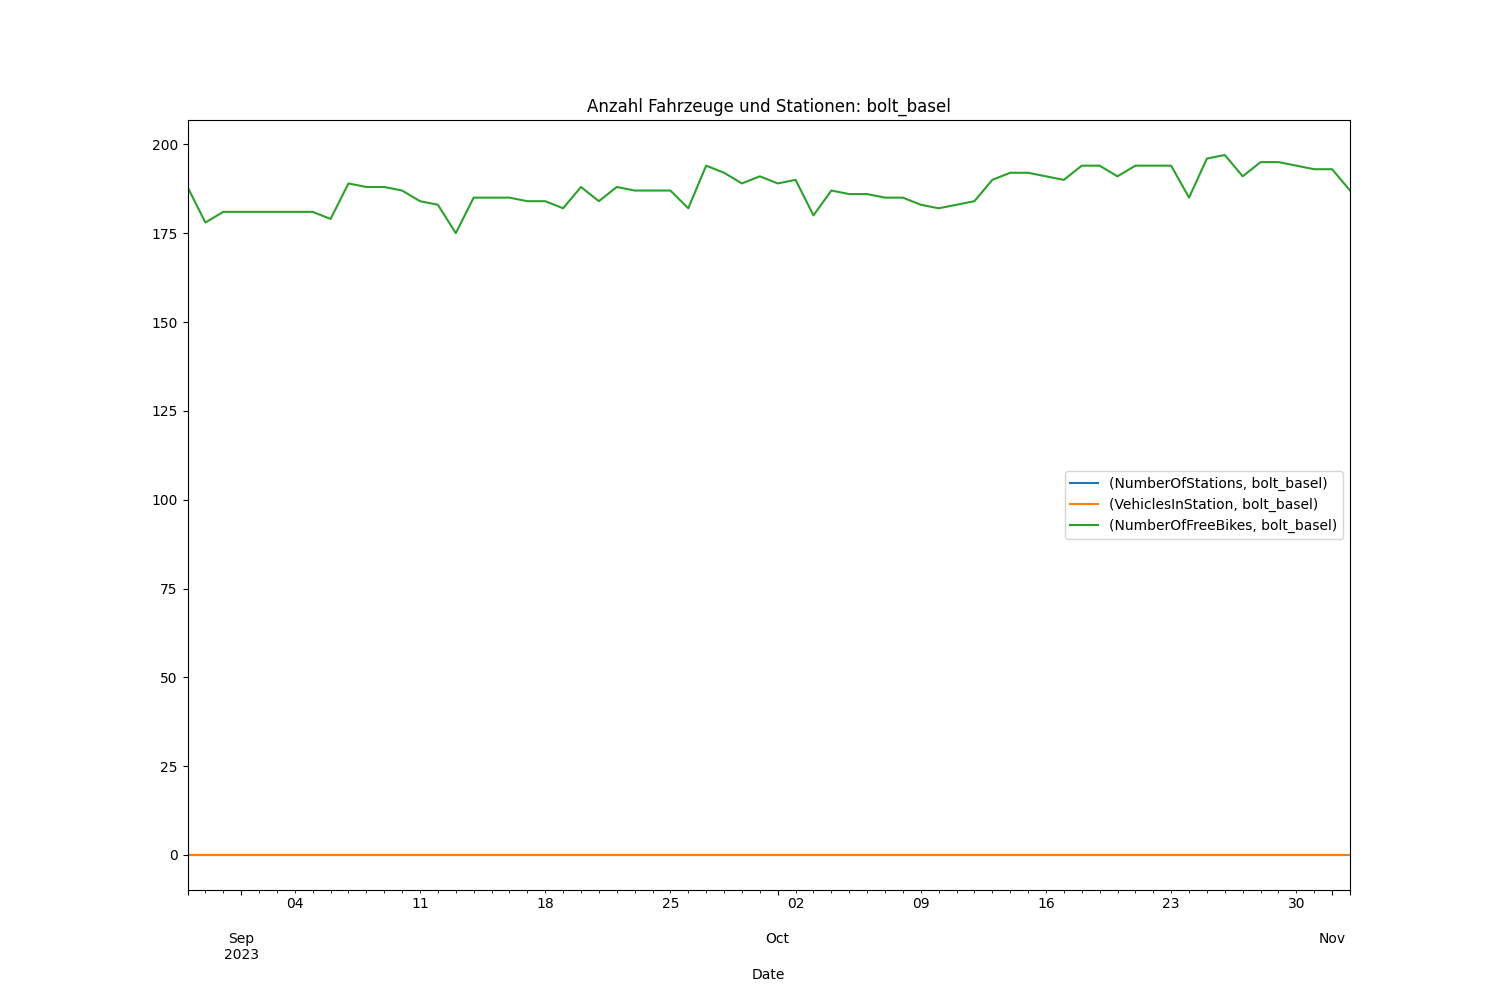 Anzahl Fahrzeuge und Stationen: bolt_basel
200
175
150
125
100
75
50
25
0
(NumberOfStations, bolt_basel)
(VehiclesInStation, bolt_basel)
(NumberOfFreeBikes, bolt_basel)
04 11 18 25 02 09 16 23 30
Sep Oct Nov
2023
Date